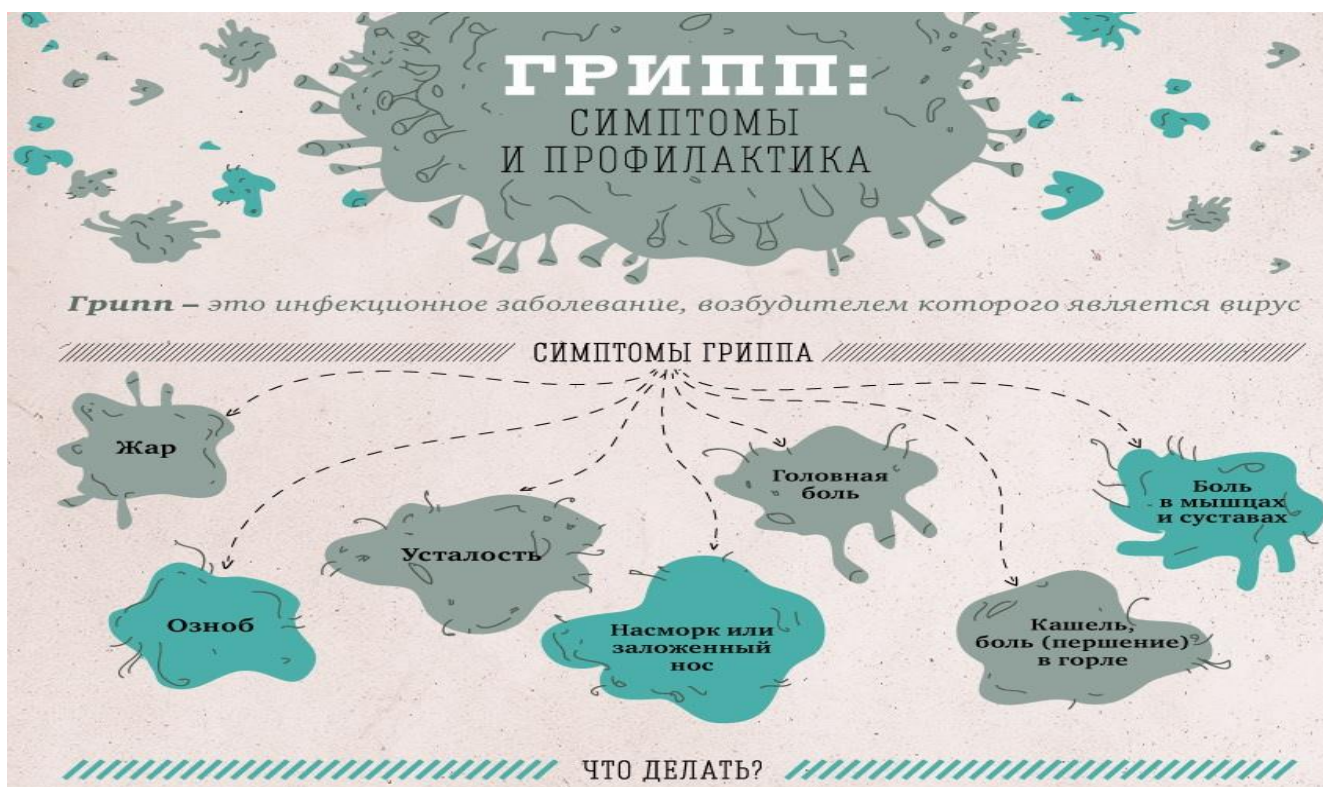 ГРИПП:
СИМПТОМЫ
И ПРОФИЛАКТИКА
Грипп – это инфекционное заболевание, возбудителем которого является вирус
СИМПТОМЫ ГРИППА
Жар
Озноб
Усталость
Насморк или
заложенный
нос
Головная
боль
Кашель,
боль (першение)
в горле
Боль
в мышцах
и суставах
ЧТО ДЕЛАТЬ?